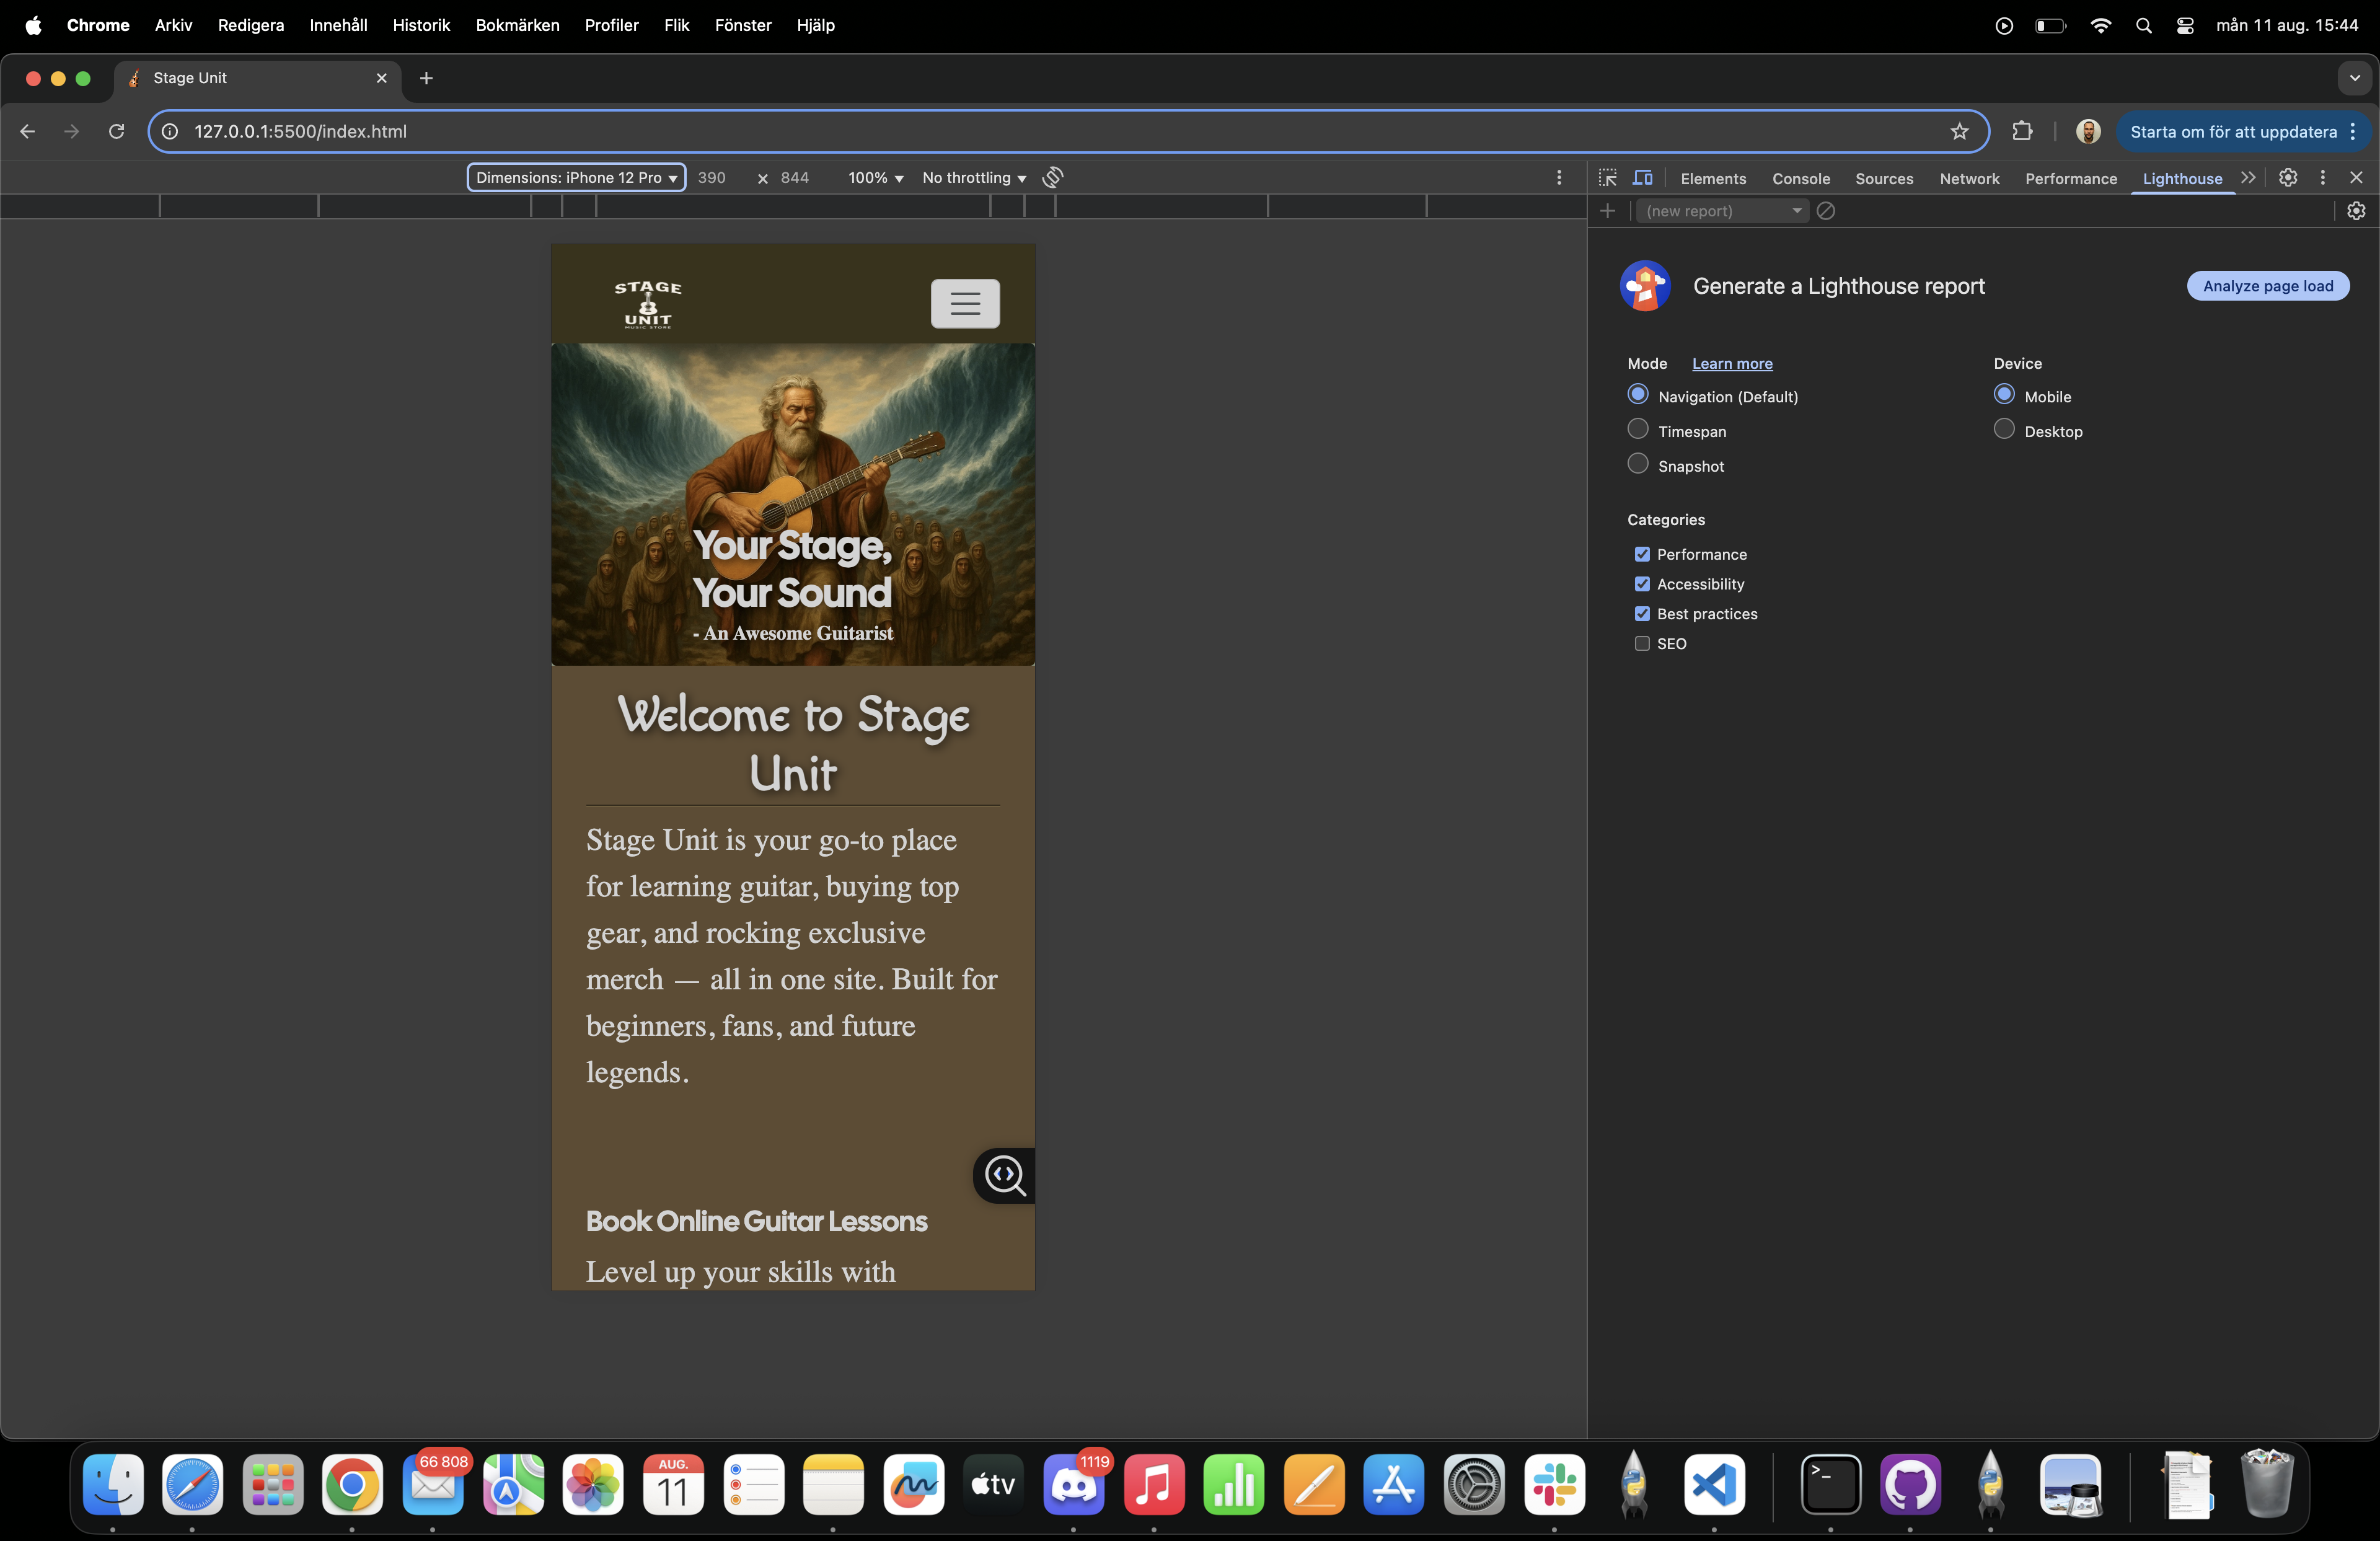 Chrome Arkiv Redigera Innehåll Historik Bokmärken Profiler Flik Fönster Hjälp mån 11 aug. 15:44
Stage Unit
127.0.0.1:5500/index.html Starta om för att uppdatera
Dimensions: iPhone 12 Pro 390 x 844 100% No throttling
Elements Console Sources Network Performance Lighthouse
(new report)
STAGE
UNIT
MUSIC STORE
Your Stage,
Your Sound
- An Awesome Guitarist
Welcome to Stage
Unit
Stage Unit is your go-to place
for learning guitar, buying top
gear, and rocking exclusive
merch — all in one site. Built for
beginners, fans, and future
legends.
Book Online Guitar Lessons
Level up your skills with
Generate a Lighthouse report Analyze page load
Mode Learn more Device
Navigation (Default) Mobile
Timespan Desktop
Snapshot
Categories
Performance
Accessibility
Best practices
SEO
66 808
AUG.
11
tv
1119
>_